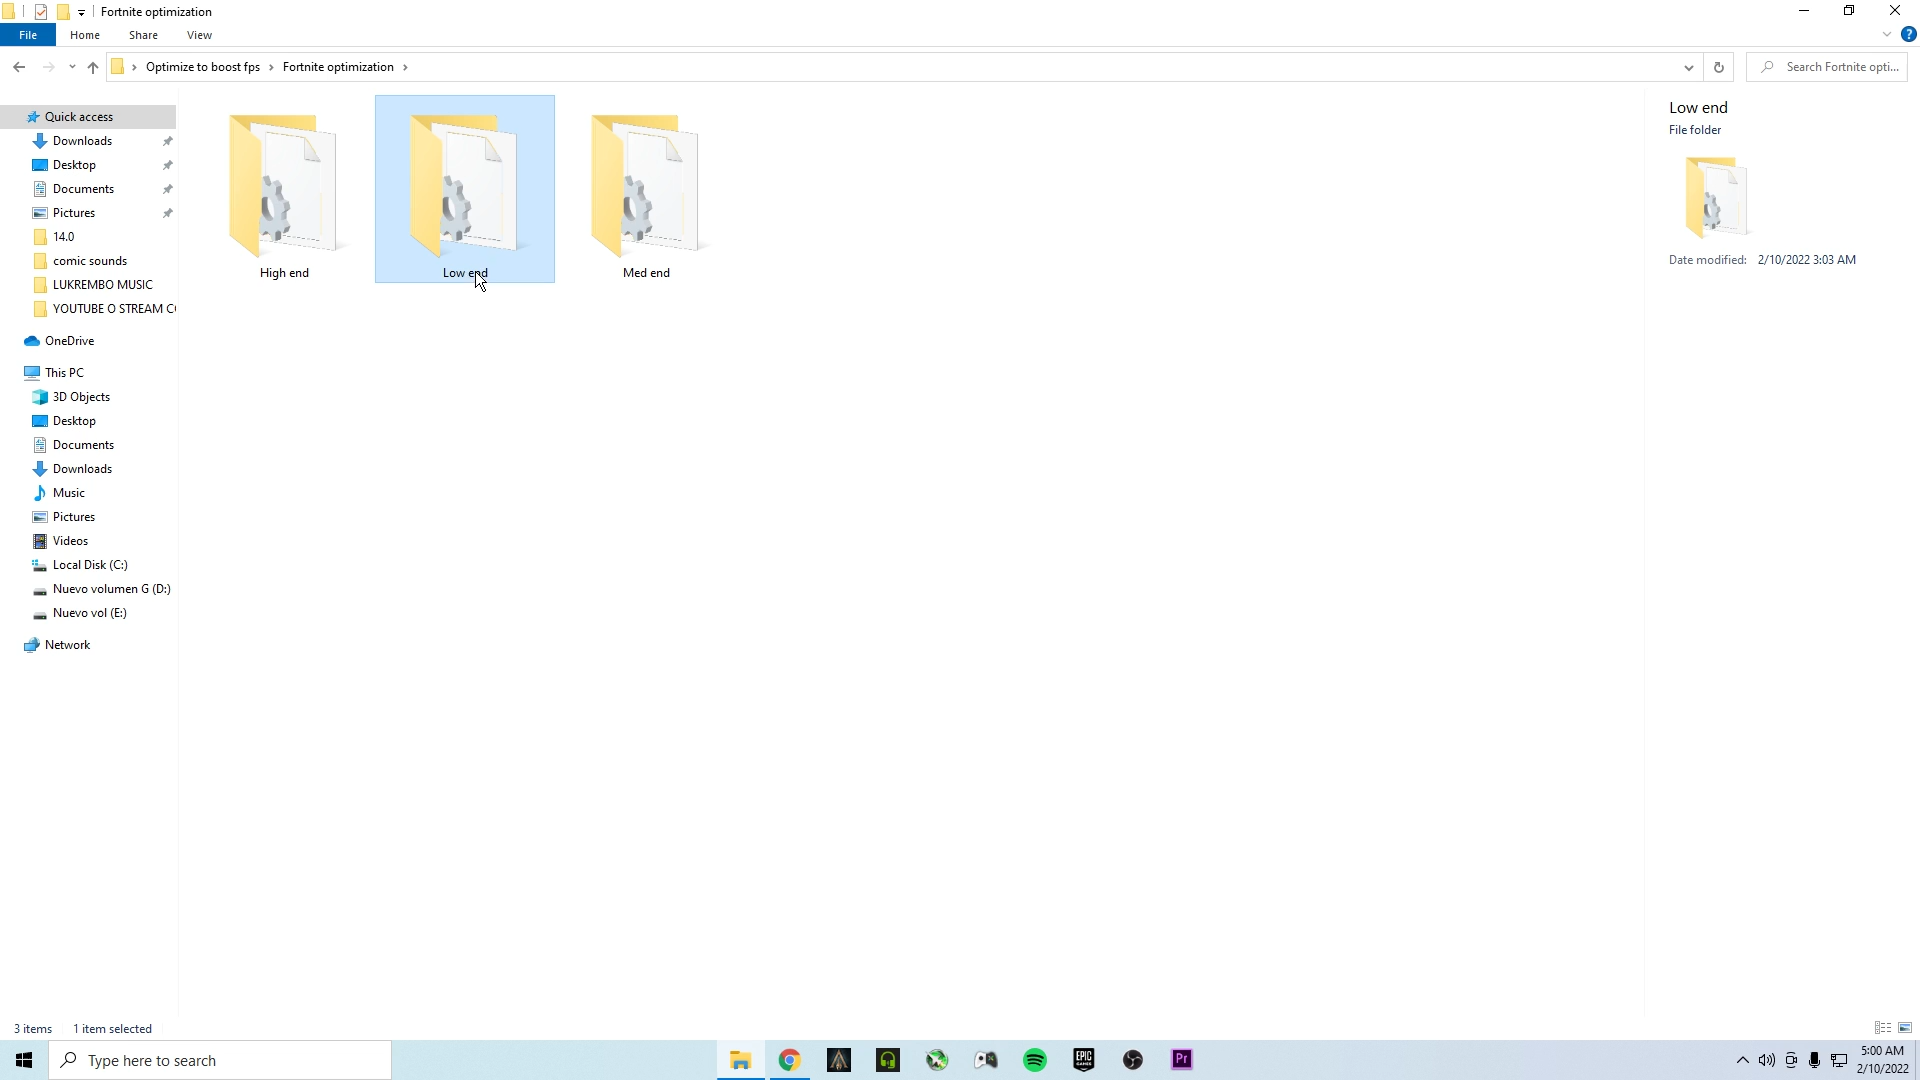 Fortnite optimization
File
Home
Share
View
Optimize to boost fps
Fortnite optimization
Search Fortnite opti...
Quick access
Downloads
Desktop
Documents
Pictures
14.0
comic sounds
LUKREMBO MUSIC
YOUTUBE O STREAM
OneDrive
This PC
3D Objects
Desktop
Documents
Downloads
Music
Pictures
Videos
Local Disk (C:)
Nuevo volumen G (D:)
Nuevo vol (E:)
Network
High end
Low end
Med end
Low end
File folder
Date modified: 2/10/2022 3:03 AM
3 items
1 item selected
Type here to search
EPIC GAMES
Pr
5:00 AM
2/10/2022